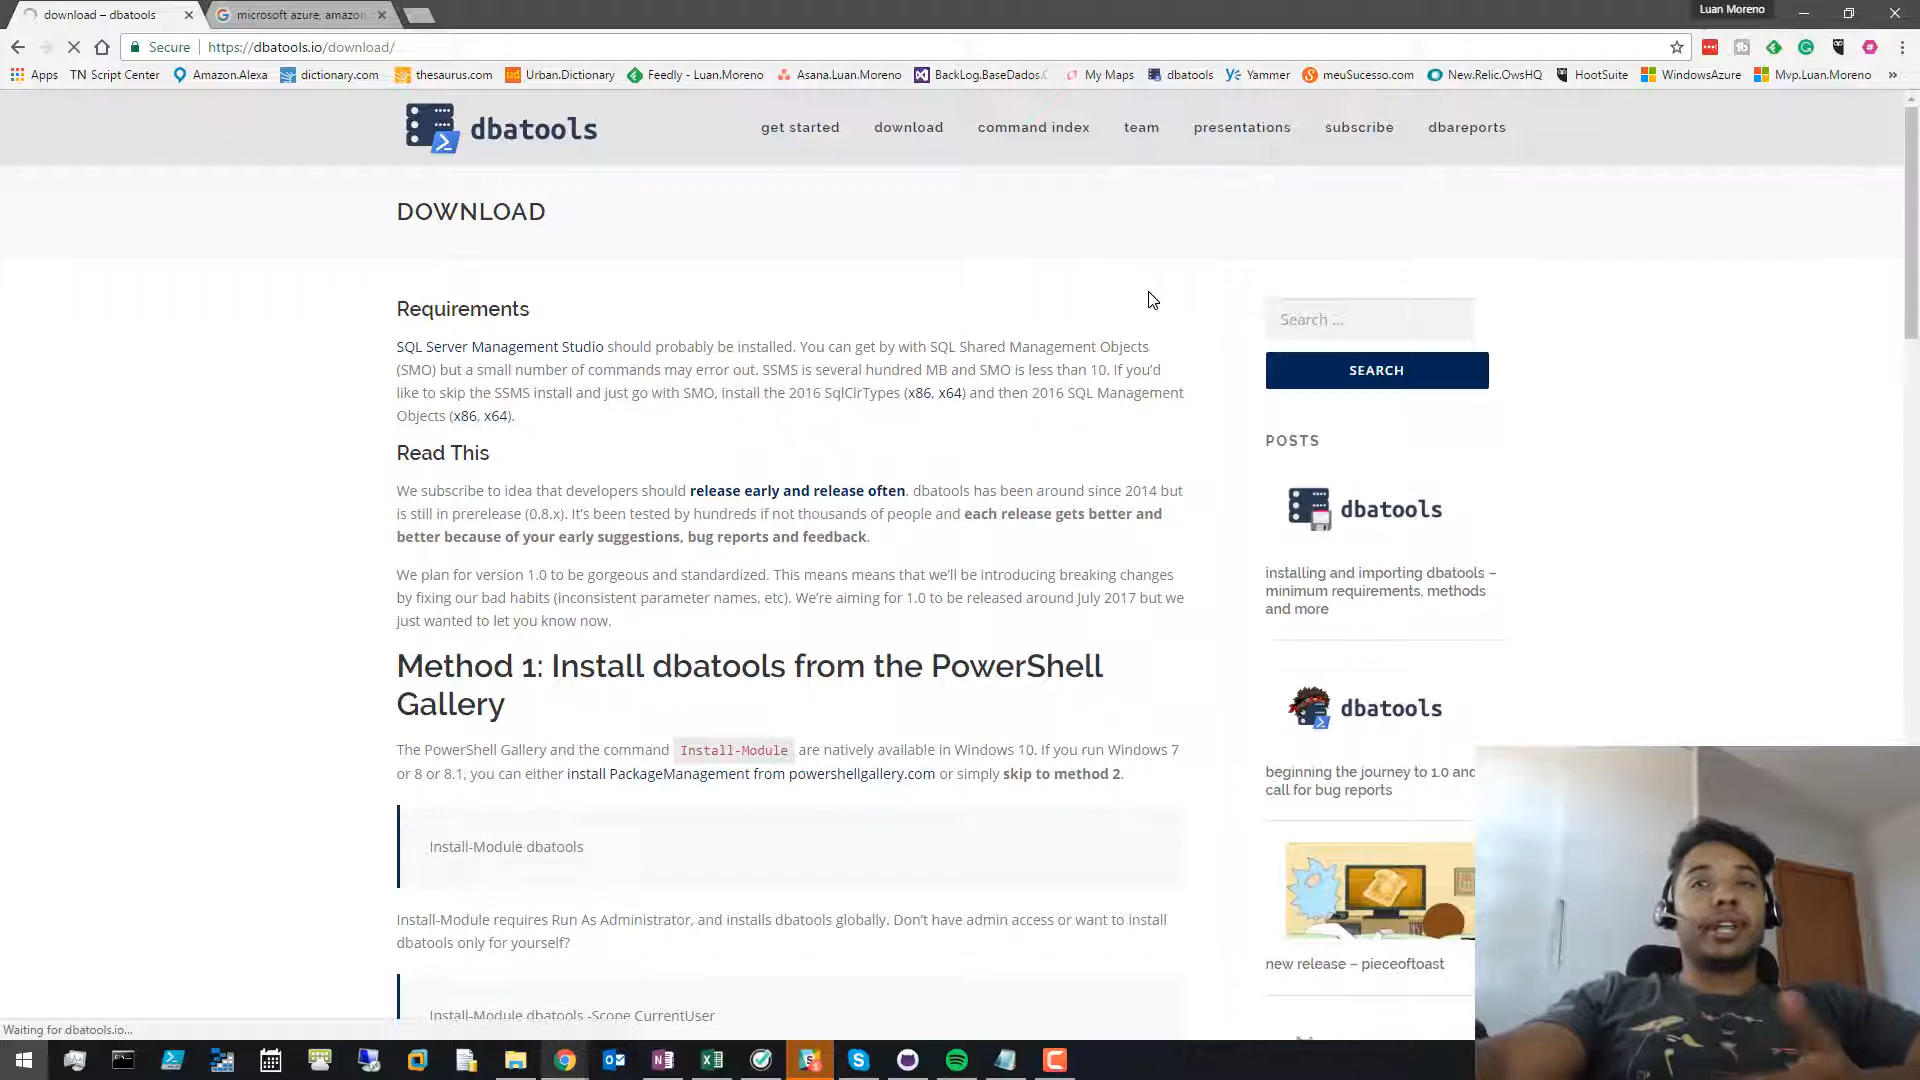 download – dbatools
microsoft azure, amazon
Luan Moreno
Secure
https://dbatools.io/download/
Apps
TN Script Center
Amazon.Alexa
dictionary.com
thesaurus.com
Urban.Dictionary
Feedly - Luan.Moreno
Asana.Luan.Moreno
BackLog.BaseDados.
My Maps
dbatools
Yammer
meuSucesso.com
New.Relic.OwsHQ
HootSuite
WindowsAzure
Mvp.Luan.Moreno
dbatools
get started
download
command index
team
presentations
subscribe
dbareports
DOWNLOAD
Requirements
SQL Server Management Studio should probably be installed. You can get by with SQL Shared Management Objects
(SMO) but a small number of commands may error out. SSMS is several hundred MB and SMO is less than 10. If you'd
like to skip the SSMS install and just go with SMO, install the 2016 SqlClrTypes (x86, x64) and then 2016 SQL Management
Objects (x86, x64).
Read This
We subscribe to idea that developers should release early and release often. dbatools has been around since 2014 but
is still in prerelease (0.8.x). It's been tested by hundreds if not thousands of people and each release gets better and
better because of your early suggestions, bug reports and feedback.
We plan for version 1.0 to be gorgeous and standardized. This means means that we'll be introducing breaking changes
by fixing our bad habits (inconsistent parameter names, etc). We're aiming for 1.0 to be released around July 2017 but we
just wanted to let you know now.
Method 1: Install dbatools from the PowerShell
Gallery
The PowerShell Gallery and the command Install-Module are natively available in Windows 10. If you run Windows 7
or 8 or 8.1, you can either install PackageManagement from powershellgallery.com or simply skip to method 2.
Install-Module dbatools
Install-Module requires Run As Administrator, and installs dbatools globally. Don't have admin access or want to install
dbatools only for yourself?
Install-Module dbatools -Scope CurrentUser
Search ...
SEARCH
POSTS
dbatools
installing and importing dbatools –
minimum requirements, methods
and more
dbatools
beginning the journey to 1.0 and
call for bug reports
new release – pieceoftoast
Waiting for dbatools.io...